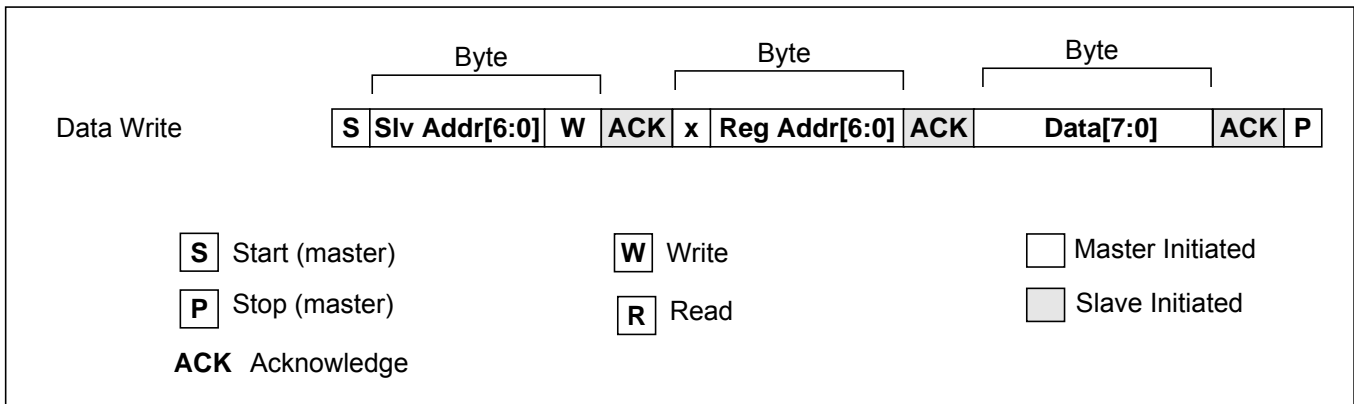 Byte Byte Byte
Data Write S Slv Addr[6:0] W ACK x Reg Addr[6:0] ACK Data[7:0] ACK P
S Start (master) W Write Master Initiated
P Stop (master) R Read Slave Initiated
ACK Acknowledge